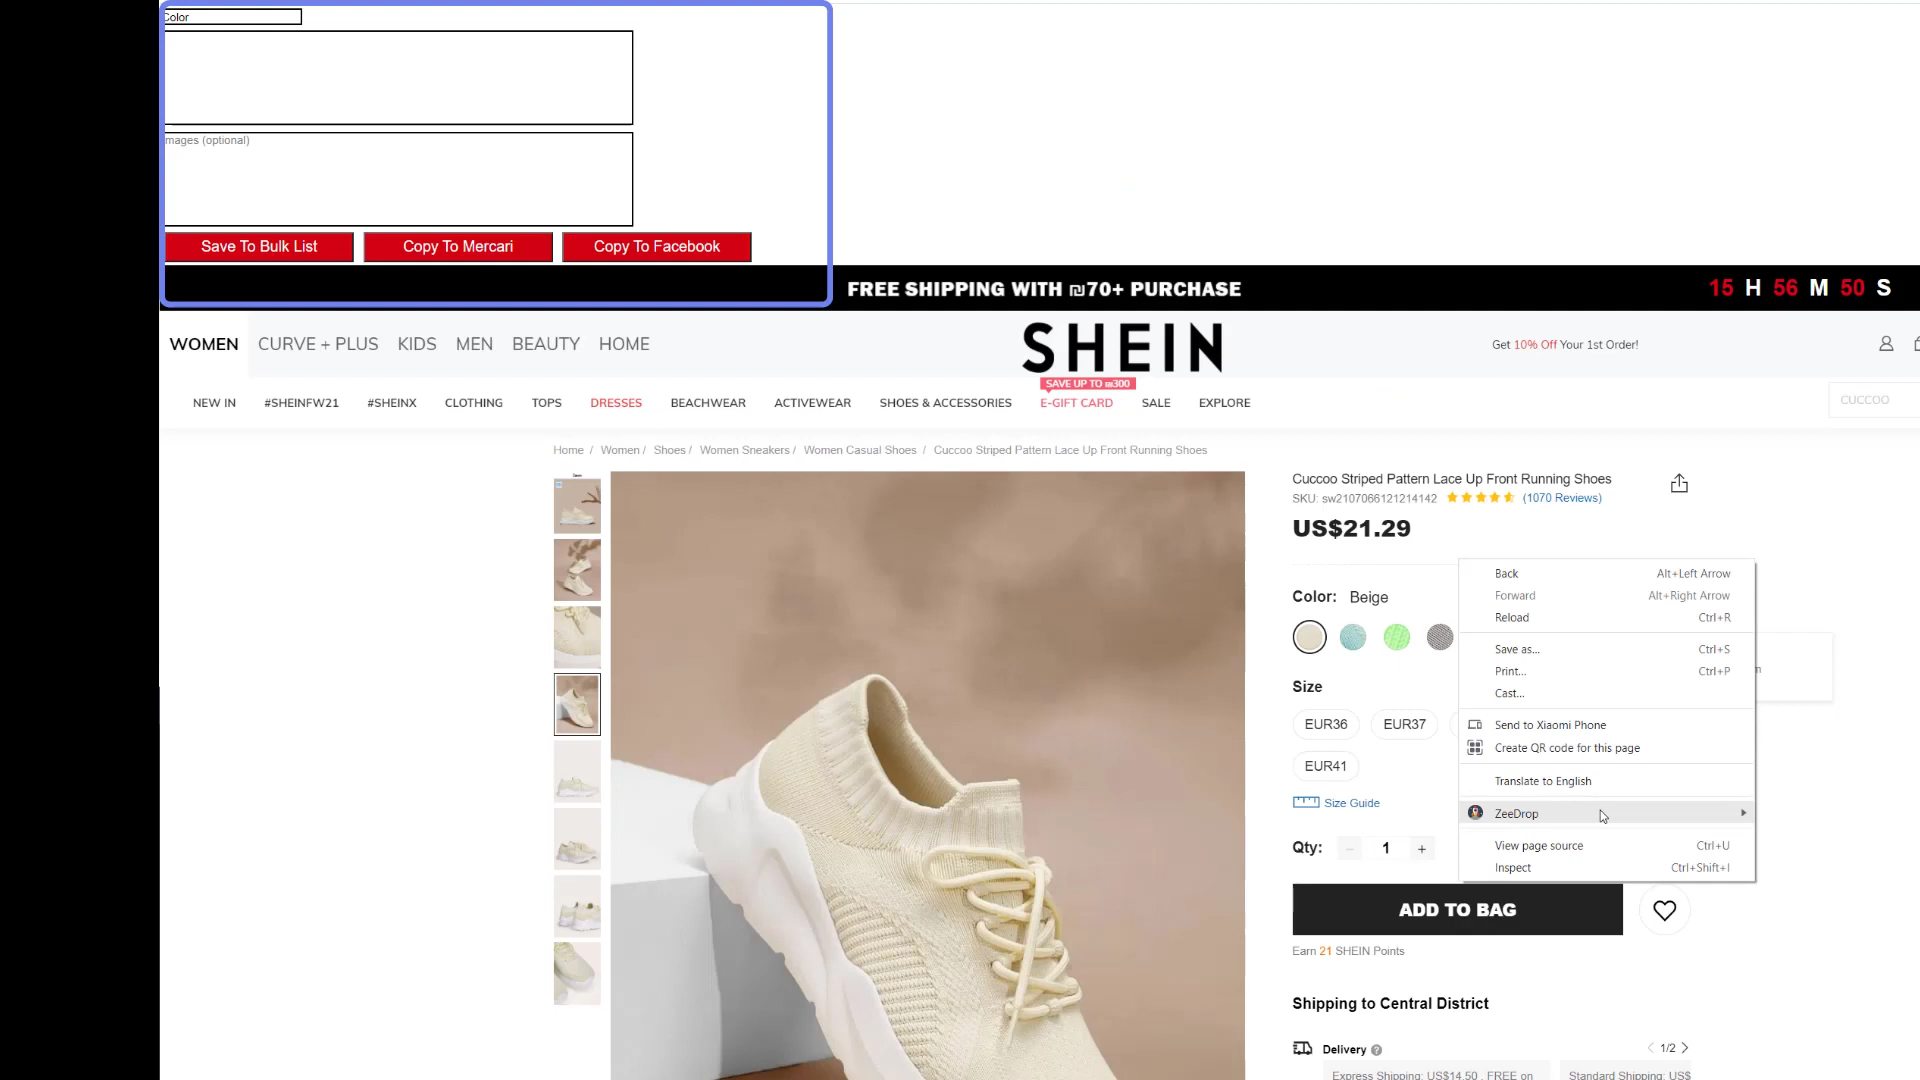 Color
mages (optional)
Save To Bulk List
Copy To Mercari
Copy To Facebook
FREE SHIPPING WITH ₪70+ PURCHASE
15 H 56 M 50 S
WOMEN
CURVE + PLUS
KIDS
MEN
BEAUTY
HOME
SHEIN
Get 10% Off Your 1st Order!
SAVE UP TO ₪300
NEW IN
#SHEINFW21
#SHEINX
CLOTHING
TOPS
DRESSES
BEACHWEAR
ACTIVEWEAR
SHOES & ACCESSORIES
E-GIFT CARD
SALE
EXPLORE
CUCCOO
Home / Women / Shoes / Women Sneakers / Women Casual Shoes / Cuccoo Striped Pattern Lace Up Front Running Shoes
Cuccoo Striped Pattern Lace Up Front Running Shoes
SKU: sw2107066121214142
(1070 Reviews)
US$21.29
Color: Beige
Size
EUR36
EUR37
EUR41
Size Guide
Qty:
− 1 +
Back Alt+Left Arrow
Forward Alt+Right Arrow
Reload Ctrl+R
Save as... Ctrl+S
Print... Ctrl+P
Cast...
Send to Xiaomi Phone
Create QR code for this page
Translate to English
ZeeDrop
View page source Ctrl+U
Inspect Ctrl+Shift+I
ADD TO BAG
Earn 21 SHEIN Points
Shipping to Central District
Delivery ?
1/2
Express Shipping: US$14.50 , FREE on
Standard Shipping: US$